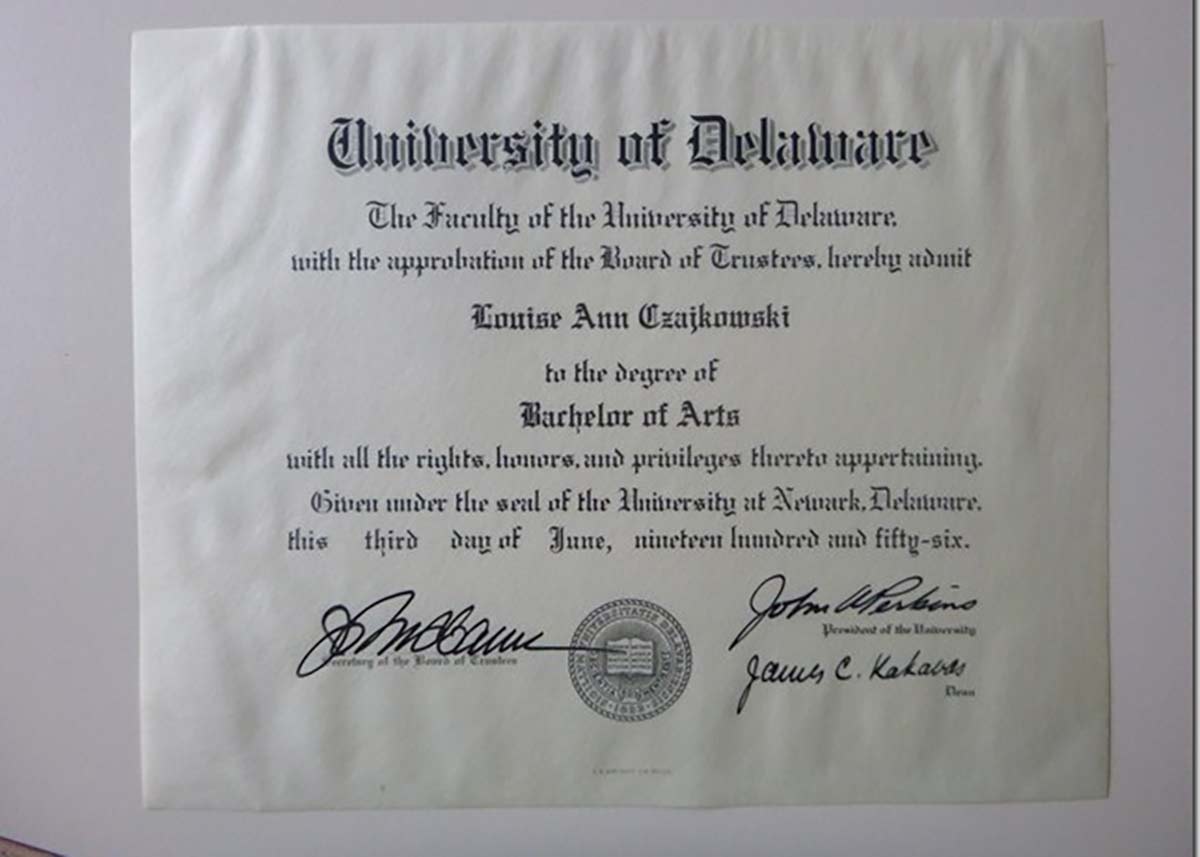 University of Delaware
The Faculty of the University of Delaware,
with the approbation of the Board of Trustees, hereby admit
Louise Ann Czajkowski
to the degree of
Bachelor of Arts
with all the rights, honors, and privileges thereto appertaining.
Given under the seal of the University at Newark, Delaware,
this third day of June, nineteen hundred and fifty-six.
John A Perkins
President of the University
Secretary of the Board of Trustees
James C. Kakavas
Dean